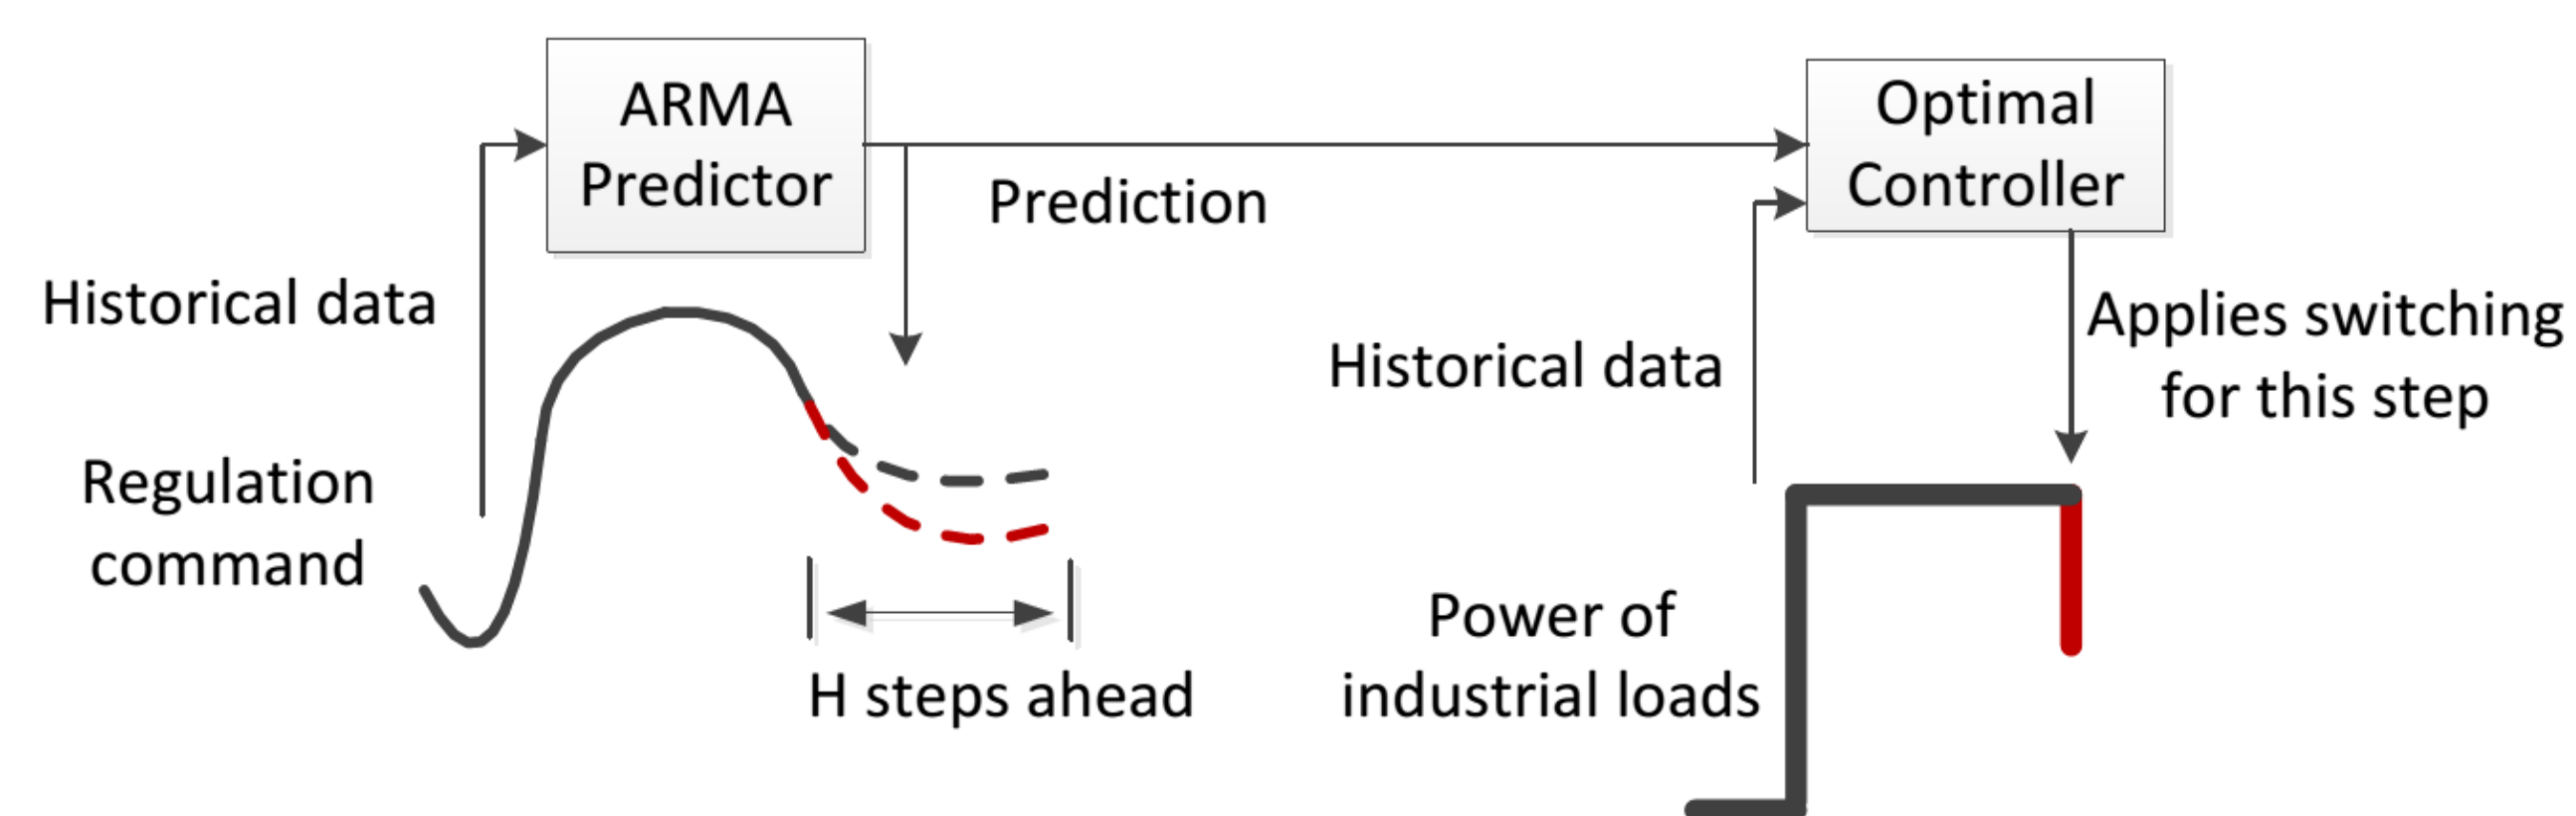 ARMA
Predictor
Optimal
Controller
Prediction
Historical data
Applies switching
for this step
Historical data
Regulation
command
Power of
industrial loads
H steps ahead